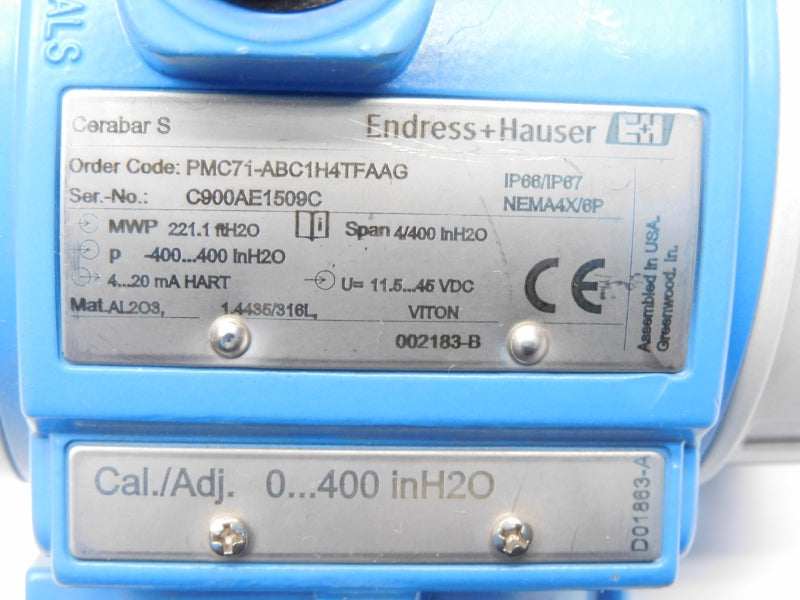 ALS
Cerabar S
Endress+Hauser E+H
Order Code: PMC71-ABC1H4TFAAG
Ser.-No.: C900AE1509C
IP66/IP67
NEMA4X/6P
MWP 221.1 ftH2O
Span 4/400 inH2O
p -400...400 inH2O
4...20 mA HART
U= 11.5...45 VDC
Mat. AL2O3, 1.4435/316L, VITON
002183-B
CE
Assembled in USA.
Greenwood. In.
Cal./Adj. 0...400 inH2O
D01863-A